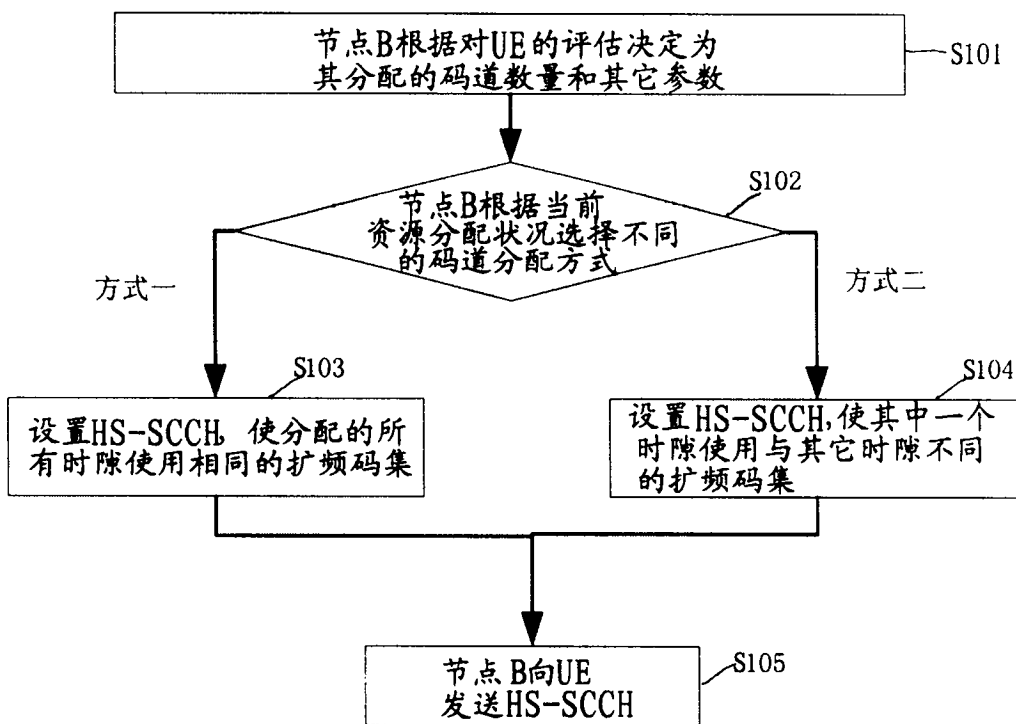 节点B根据对UE的评估决定为
其分配的码道数量和其它参数
S101
S102
节点B根据当前
资源分配状况选择不同
的码道分配方式
方式一
方式二
S103
设置HS-SCCH, 使分配的所
有时隙使用相同的扩频码集
S104
设置HS-SCCH,使其中一个
时隙使用与其它时隙不同
的扩频码集
节点B向UE
发送HS-SCCH
S105